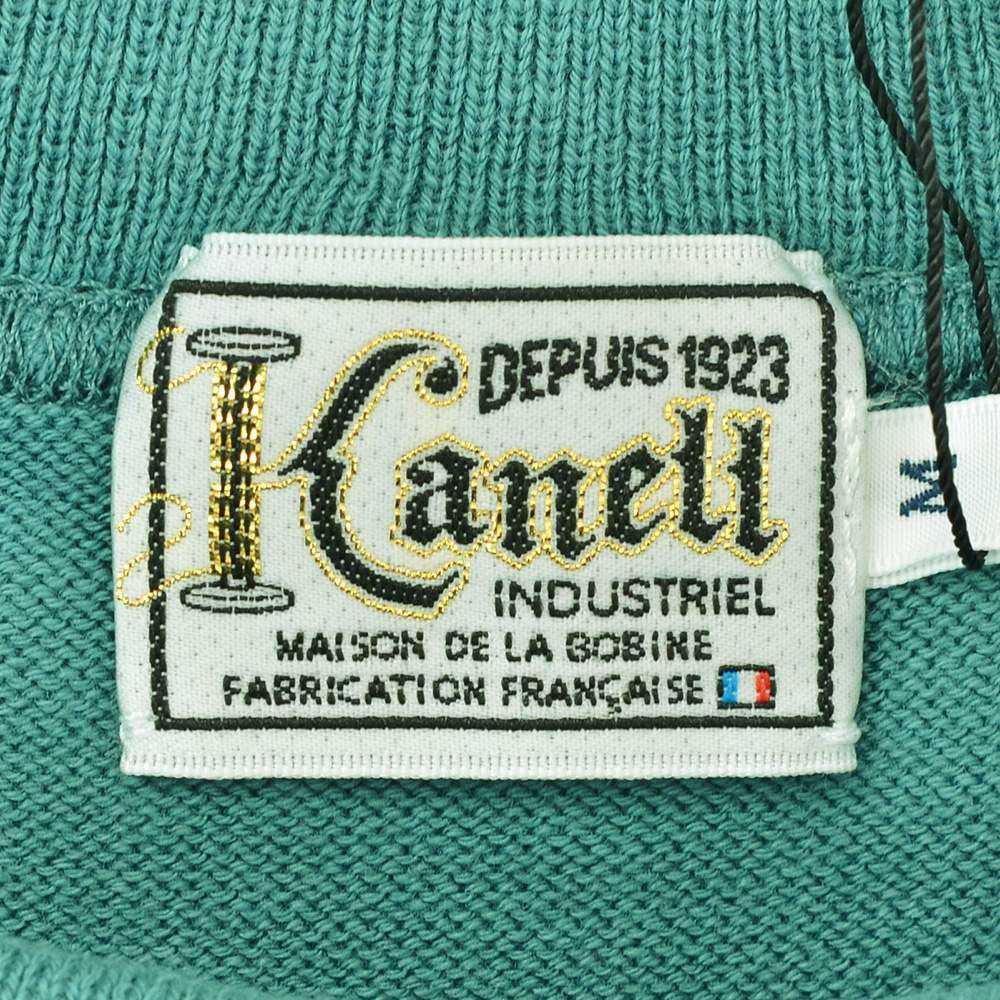 DEPUIS 1923
Kanell
INDUSTRIEL
MAISON DE LA BOBINE
FABRICATION FRANÇAISE
M